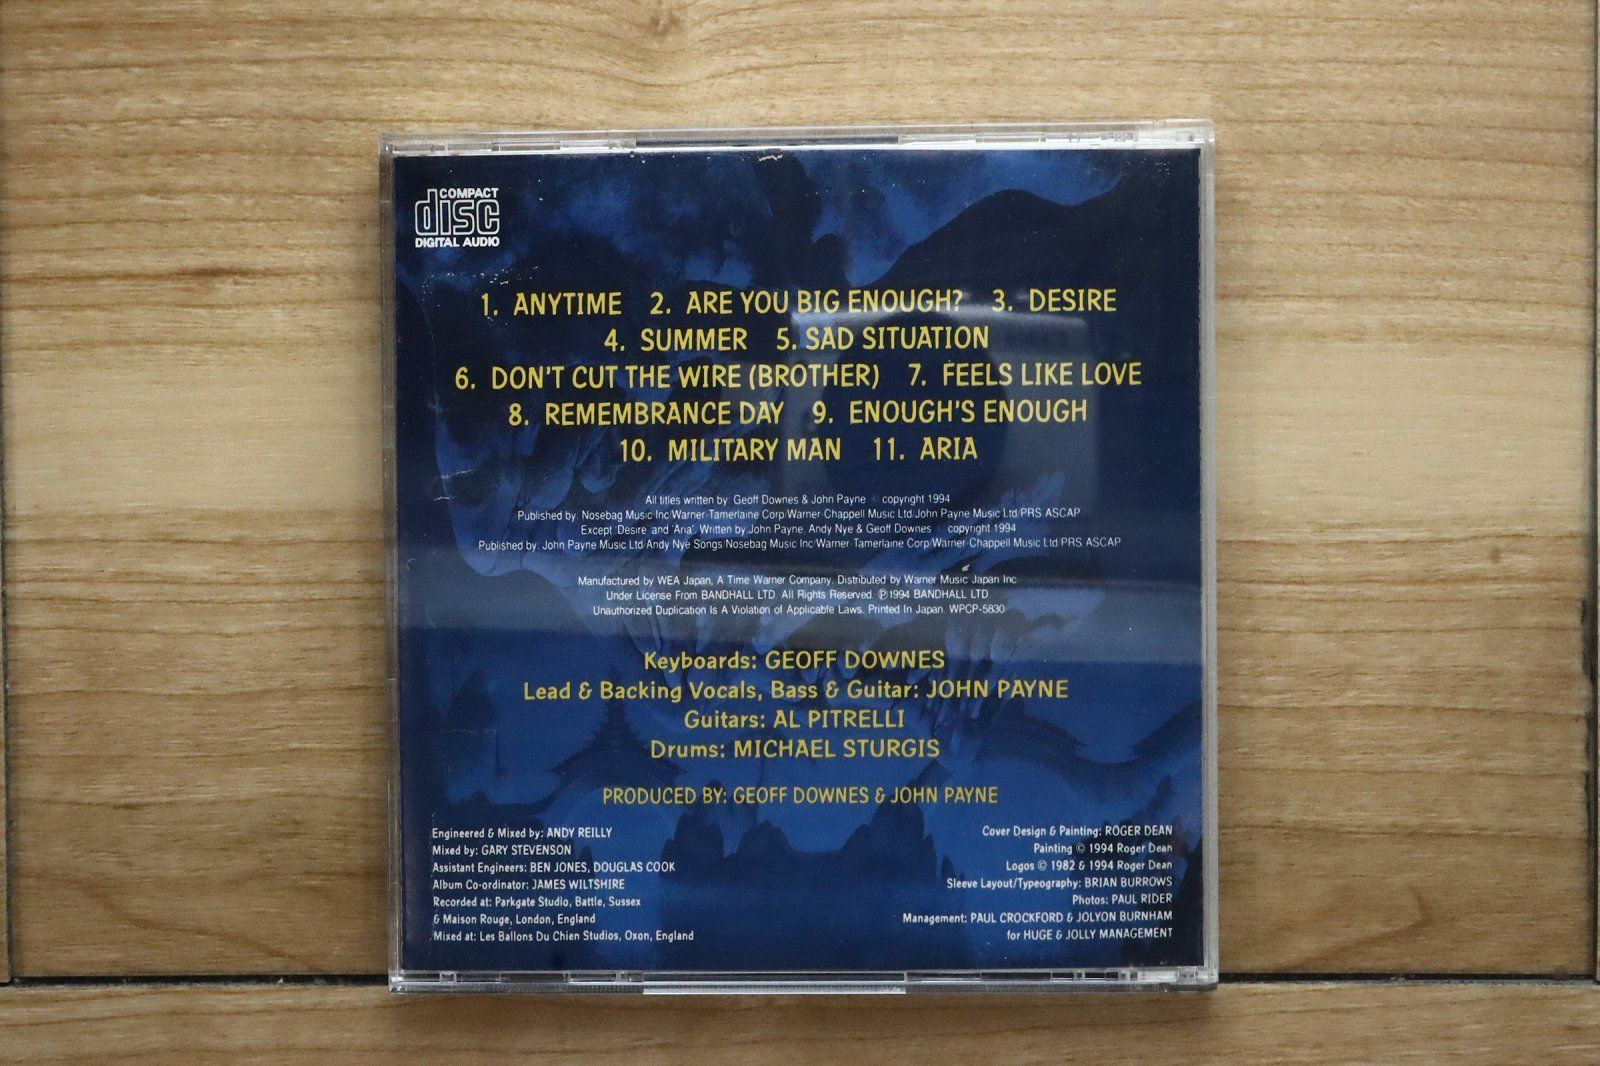 COMPACT
disc
DIGITAL AUDIO
1. ANYTIME 2. ARE YOU BIG ENOUGH? 3. DESIRE
4. SUMMER 5. SAD SITUATION
6. DON'T CUT THE WIRE (BROTHER) 7. FEELS LIKE LOVE
8. REMEMBRANCE DAY 9. ENOUGH'S ENOUGH
10. MILITARY MAN 11. ARIA
All titles written by: Geoff Downes & John Payne © copyright 1994
Published by: Nosebag Music Inc/Warner-Tamerlaine Corp/Warner-Chappell Music Ltd/John Payne Music Ltd/PRS ASCAP
Except 'Desire' and 'Aria'. Written by John Payne, Andy Nye & Geoff Downes © copyright 1994
Published by: John Payne Music Ltd/Andy Nye Songs/Nosebag Music Inc/Warner-Tamerlaine Corp/Warner-Chappell Music Ltd/PRS ASCAP
Manufactured by WEA Japan, A Time Warner Company. Distributed by Warner Music Japan Inc.
Under License From BANDHALL LTD. All Rights Reserved. ℗1994 BANDHALL LTD.
Unauthorized Duplication Is A Violation of Applicable Laws. Printed In Japan. WPCP-5830
Keyboards: GEOFF DOWNES
Lead & Backing Vocals, Bass & Guitar: JOHN PAYNE
Guitars: AL PITRELLI
Drums: MICHAEL STURGIS
PRODUCED BY: GEOFF DOWNES & JOHN PAYNE
Engineered & Mixed by: ANDY REILLY
Mixed by: GARY STEVENSON
Assistant Engineers: BEN JONES, DOUGLAS COOK
Album Co-ordinator: JAMES WILTSHIRE
Recorded at: Parkgate Studio, Battle, Sussex
& Maison Rouge, London, England
Mixed at: Les Ballons Du Chien Studios, Oxon, England
Cover Design & Painting: ROGER DEAN
Painting © 1994 Roger Dean
Logos © 1982 & 1994 Roger Dean
Sleeve Layout/Typeography: BRIAN BURROWS
Photos: PAUL RIDER
Management: PAUL CROCKFORD & JOLYON BURNHAM
for HUGE & JOLLY MANAGEMENT